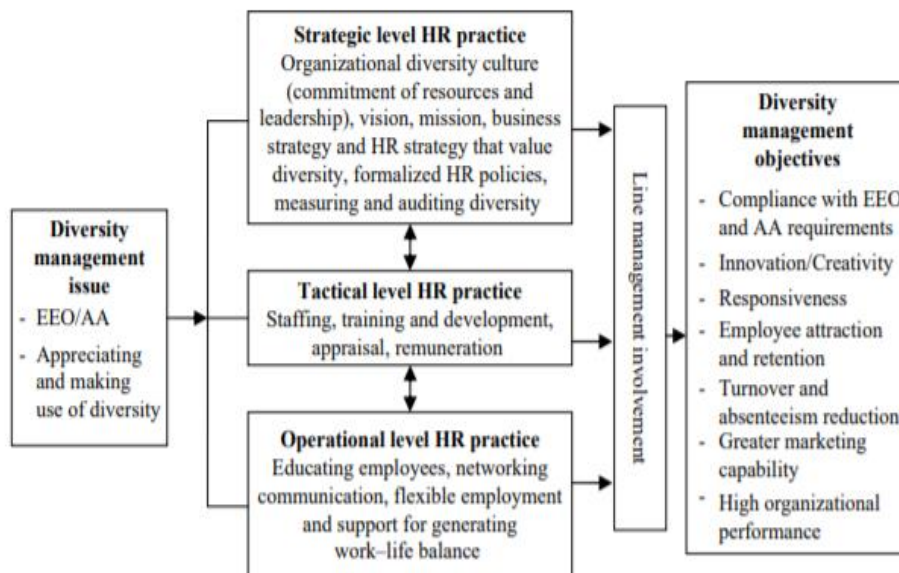 Diversity
management
issue
- EEO/AA
- Appreciating
and making
use of diversity
Strategic level HR practice
Organizational diversity culture
(commitment of resources and
leadership), vision, mission, business
strategy and HR strategy that value
diversity, formalized HR policies,
measuring and auditing diversity
Tactical level HR practice
Staffing, training and development,
appraisal, remuneration
Operational level HR practice
Educating employees, networking
communication, flexible employment
and support for generating
work–life balance
Line management involvement
Diversity
management
objectives
- Compliance with EEO
and AA requirements
- Innovation/Creativity
- Responsiveness
- Employee attraction
and retention
- Turnover and
absenteeism reduction
- Greater marketing
capability
- High organizational
performance